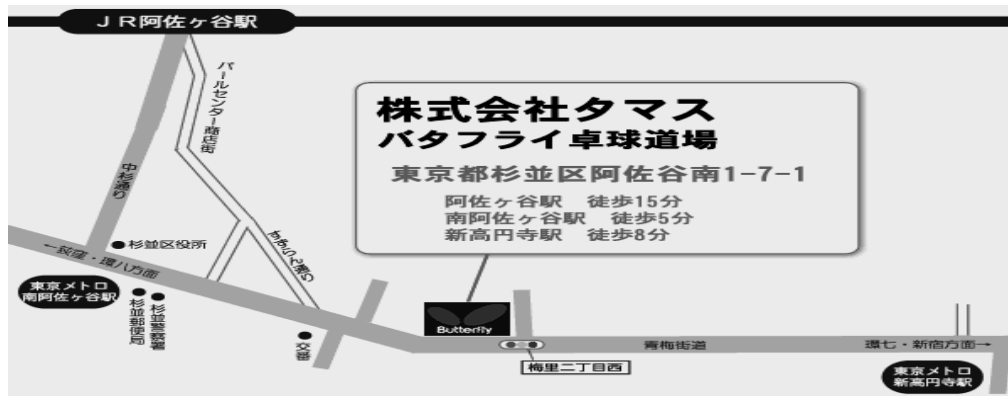 JR阿佐ヶ谷駅
パールセンター商店街
中杉通り
株式会社タマス
バタフライ卓球道場
東京都杉並区阿佐谷南1-7-1
阿佐ヶ谷駅 徒歩15分
南阿佐ヶ谷駅 徒歩5分
新高円寺駅 徒歩8分
●杉並区役所
すずらん通り
←荻窪・環八方面
東京メトロ
南阿佐ヶ谷駅
杉並郵便局
杉並警察署
交番
Butterfly
青梅街道
環七・新宿方面→
梅里二丁目西
東京メトロ
新高円寺駅